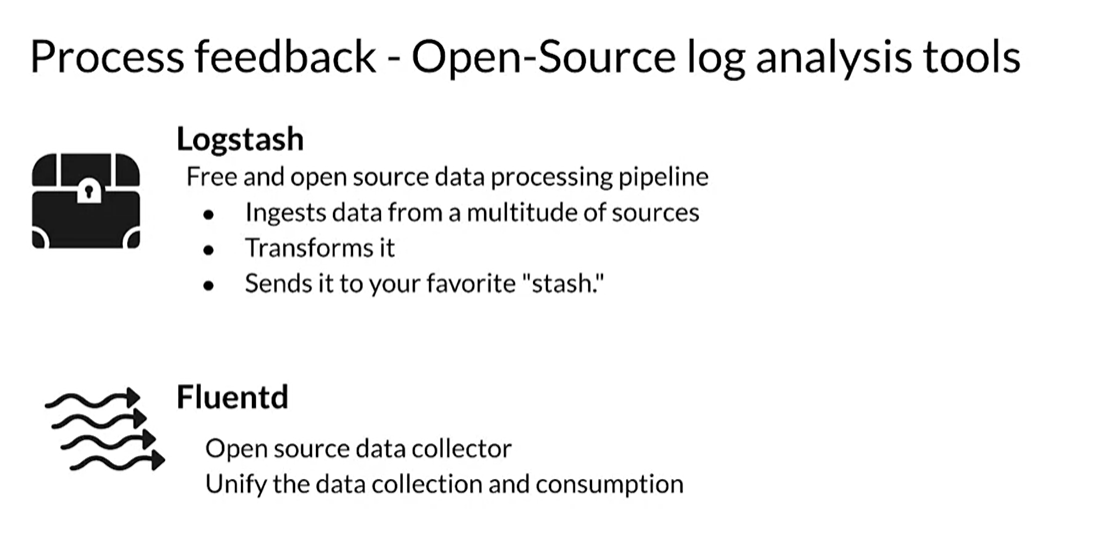 Process feedback - Open-Source log analysis tools
Logstash
Free and open source data processing pipeline
● Ingests data from a multitude of sources
● Transforms it
● Sends it to your favorite "stash."
Fluentd
Open source data collector
Unify the data collection and consumption